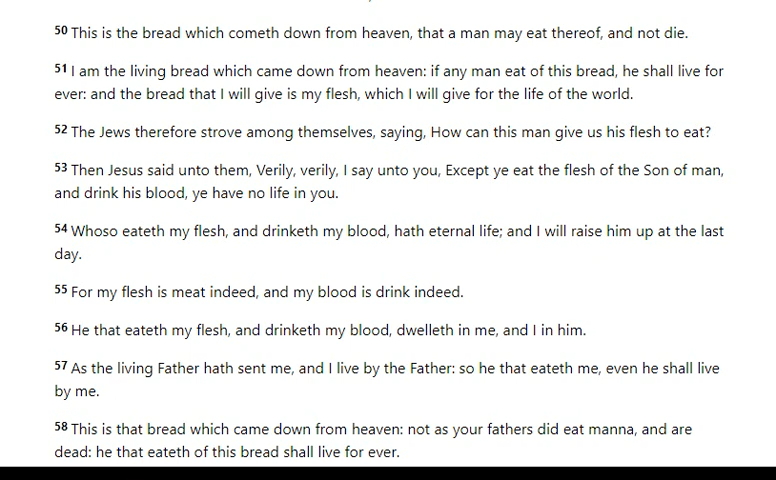 50 This is the bread which cometh down from heaven, that a man may eat thereof, and not die.
51 I am the living bread which came down from heaven: if any man eat of this bread, he shall live for
ever: and the bread that I will give is my flesh, which I will give for the life of the world.
52 The Jews therefore strove among themselves, saying, How can this man give us his flesh to eat?
53 Then Jesus said unto them, Verily, verily, I say unto you, Except ye eat the flesh of the Son of man,
and drink his blood, ye have no life in you.
54 Whoso eateth my flesh, and drinketh my blood, hath eternal life; and I will raise him up at the last
day.
55 For my flesh is meat indeed, and my blood is drink indeed.
56 He that eateth my flesh, and drinketh my blood, dwelleth in me, and I in him.
57 As the living Father hath sent me, and I live by the Father: so he that eateth me, even he shall live
by me.
58 This is that bread which came down from heaven: not as your fathers did eat manna, and are
dead: he that eateth of this bread shall live for ever.